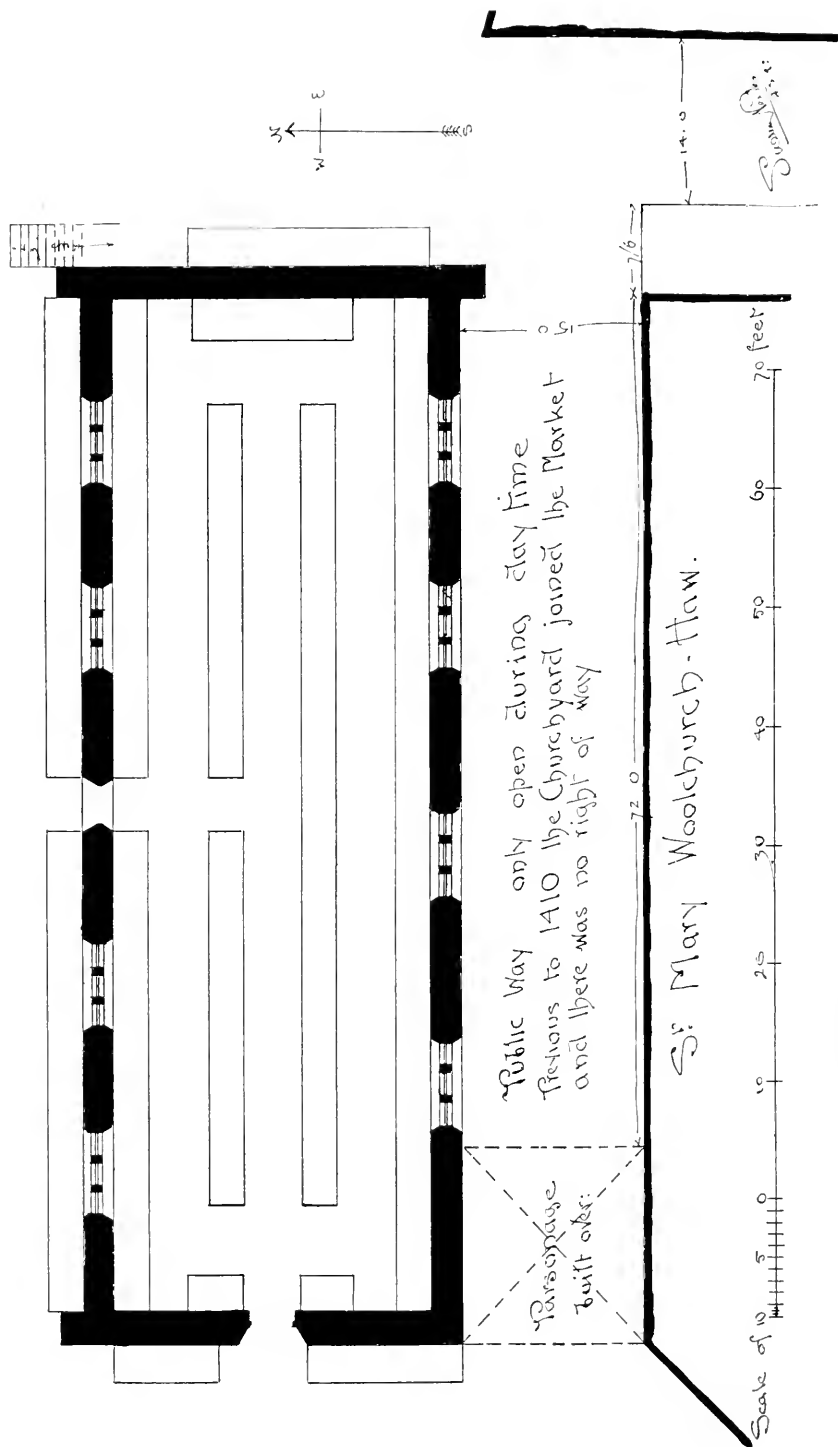 N
W E
S
14.0
7/6
15 0
Public Way only open during day time
Previous to 1410 the Churchyard joined the Market
and there was no right of way
72 0
Parsonage
built over:
St. Mary Woolchurch-Haw.
Scale of 10 5 0 10 20 30 40 50 60 70 feet